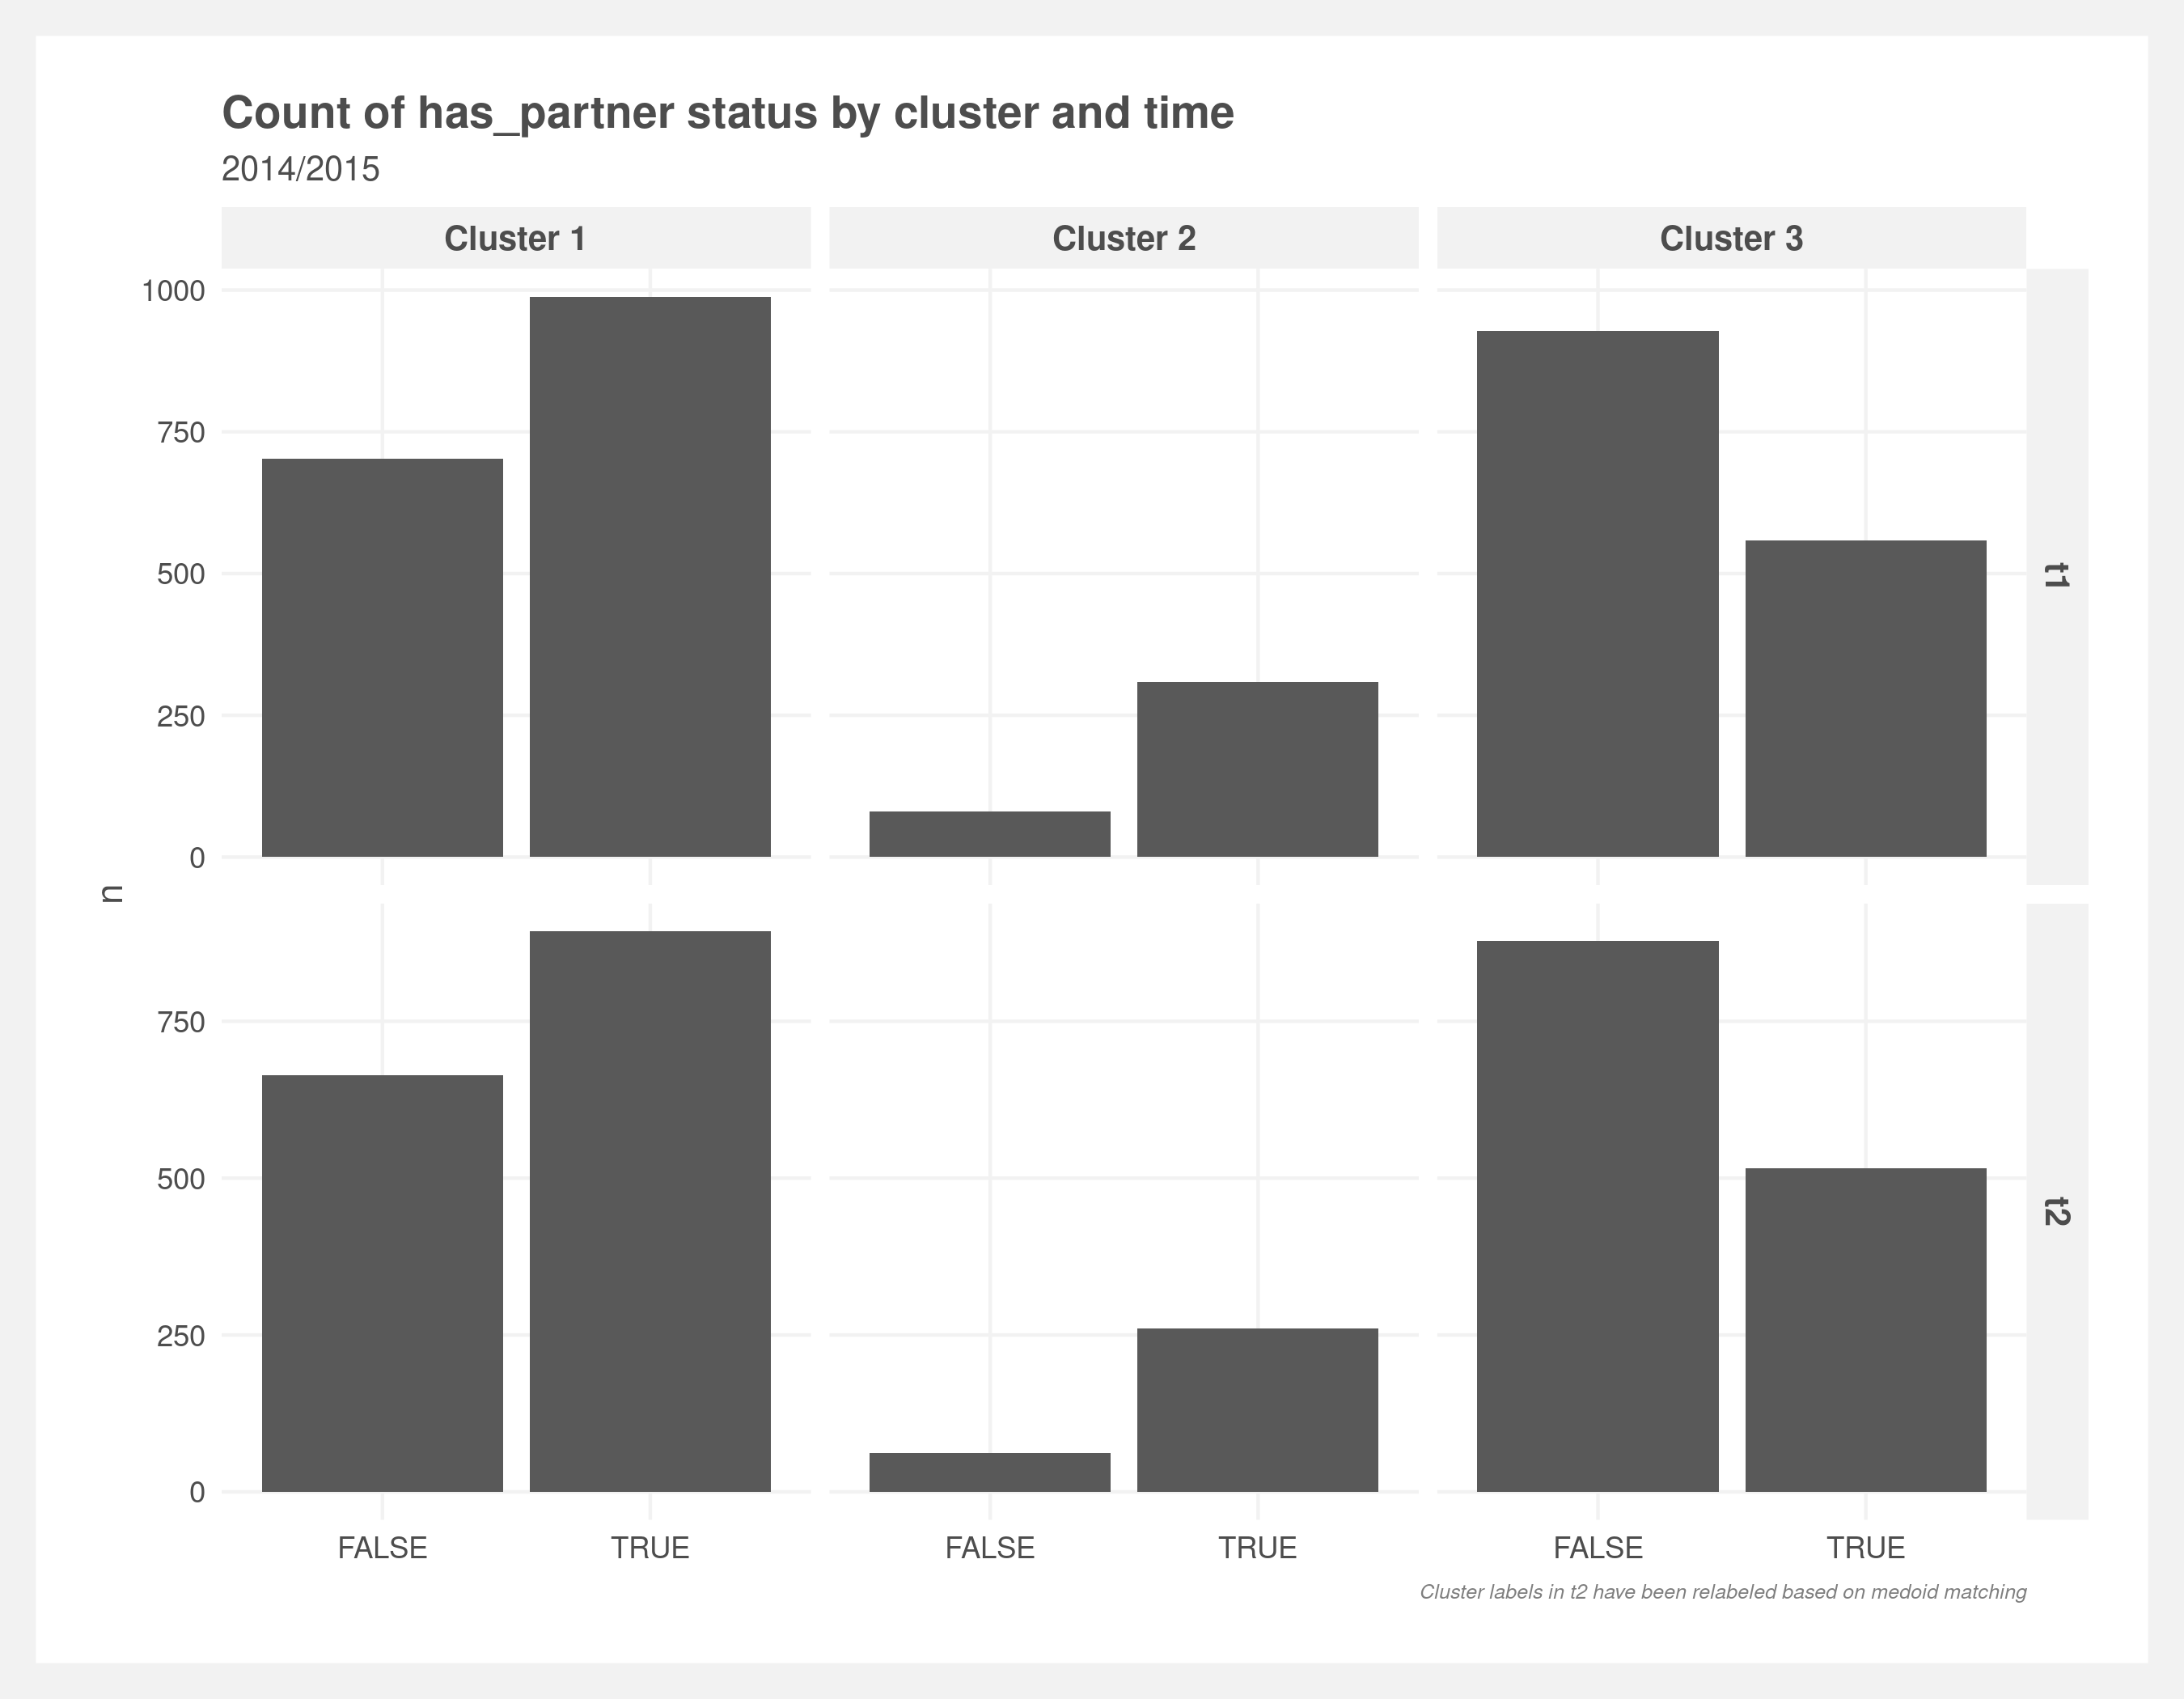 Count of has_partner status by cluster and time
2014/2015
Cluster 1 Cluster 2 Cluster 3
1000
750
500
250
0
t1
n
750
500
250
0
t2
FALSE TRUE FALSE TRUE FALSE TRUE
Cluster labels in t2 have been relabeled based on medoid matching